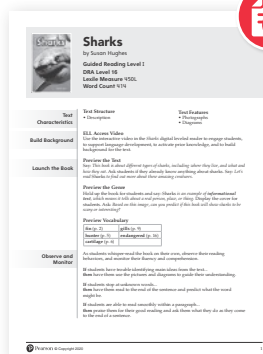 Sharks
Sharks
by Susan Hughes
Guided Reading Level I
DRA Level 16
Lexile Measure 450L
Word Count 474
Text Characteristics
Text Structure
• Description
Text Features
• Photographs
• Diagrams
Build Background
ELL Access Video
Use the interactive video in the Sharks digital leveled reader to engage students,
to support language development, to activate prior knowledge, and to build
background for the text.
Launch the Book
Preview the Text
Say: This book is about different types of sharks, including where they live, and what and
how they eat. Ask students if they already know anything about sharks. Say: Let's
read Sharks to find out more about these amazing creatures.
Preview the Genre
Hold up the book for students and say: Sharks is an example of informational
text, which means it tells about a real person, place, or thing. Display the cover for
students. Ask: Based on this image, can you predict if this book will show sharks to be
scary or interesting?
Preview Vocabulary
fin (p. 2) gills (p. 9)
hunter (p. 5) endangered (p. 16)
cartilage (p. 6)
Observe and Monitor
As students whisper-read the book on their own, observe their reading
behaviors, and monitor their fluency and comprehension.
If students have trouble identifying main ideas from the text...
then have them use the pictures and diagrams to guide their understanding.
If students stop at unknown words...
then have them read to the end of the sentence and predict what the word
might be.
If students are able to read smoothly within a paragraph...
then praise them for their good reading and ask them what they do as they come
to the end of a sentence.
Pearson © Copyright 2020
1